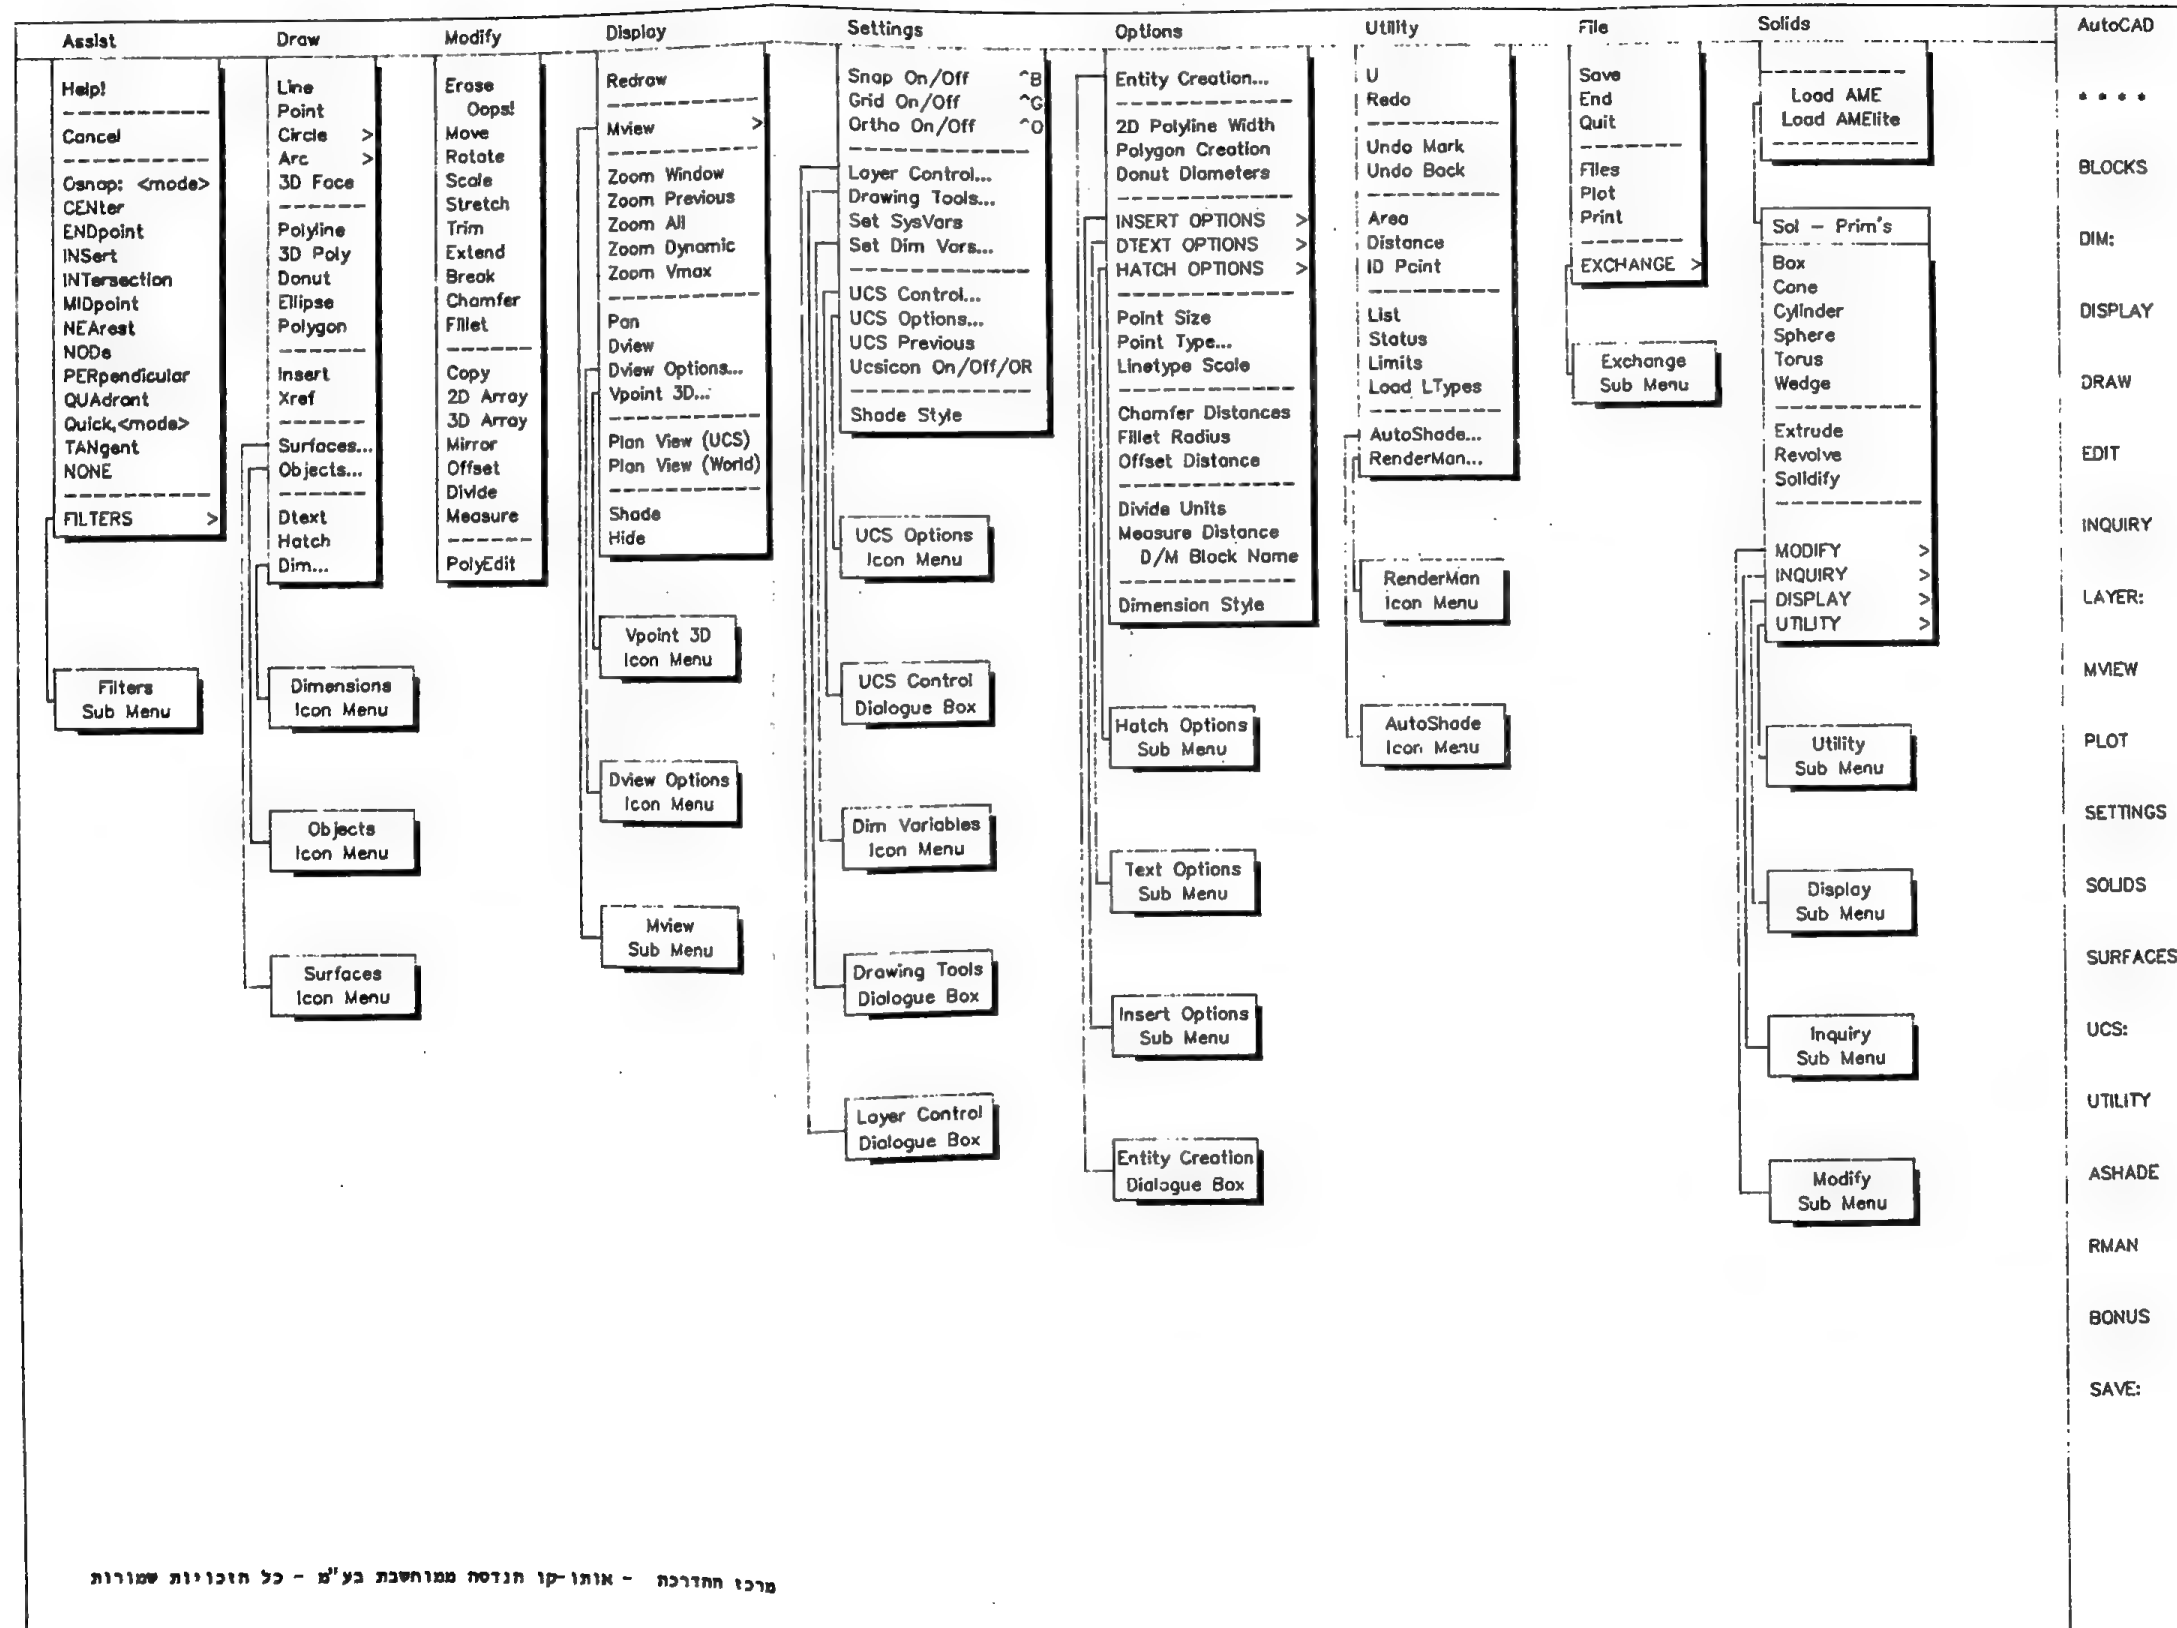 Assist
Draw
Modify
Display
Settings
Options
Utility
File
Solids
Help!
Cancel
Osnap: <mode>
CENter
ENDpoint
INSert
INTersection
MIDpoint
NEArest
NODe
PERpendicular
QUAdrant
Quick,<mode>
TANgent
NONE
FILTERS >
Filters
Sub Menu
Line
Point
Circle >
Arc >
3D Face
Polyline
3D Poly
Donut
Ellipse
Polygon
Insert
Xref
Surfaces...
Objects...
Dtext
Hatch
Dim...
Dimensions
Icon Menu
Objects
Icon Menu
Surfaces
Icon Menu
Erase
Oops!
Move
Rotate
Scale
Stretch
Trim
Extend
Break
Chamfer
Fillet
Copy
2D Array
3D Array
Mirror
Offset
Divide
Measure
PolyEdit
Redraw
Mview >
Zoom Window
Zoom Previous
Zoom All
Zoom Dynamic
Zoom Vmax
Pan
Dview
Dview Options...
Vpoint 3D...
Plan View (UCS)
Plan View (World)
Shade
Hide
Vpoint 3D
Icon Menu
Dview Options
Icon Menu
Mview
Sub Menu
Snap On/Off ^B
Grid On/Off ^G
Ortho On/Off ^O
Layer Control...
Drawing Tools...
Set SysVars
Set Dim Vars...
UCS Control...
UCS Options...
UCS Previous
Ucsicon On/Off/OR
Shade Style
UCS Options
Icon Menu
UCS Control
Dialogue Box
Dim Variables
Icon Menu
Drawing Tools
Dialogue Box
Layer Control
Dialogue Box
Entity Creation...
2D Polyline Width
Polygon Creation
Donut Diameters
INSERT OPTIONS >
DTEXT OPTIONS >
HATCH OPTIONS >
Point Size
Point Type...
Linetype Scale
Chamfer Distances
Fillet Radius
Offset Distance
Divide Units
Measure Distance
D/M Block Name
Dimension Style
Hatch Options
Sub Menu
Text Options
Sub Menu
Insert Options
Sub Menu
Entity Creation
Dialogue Box
U
Redo
Undo Mark
Undo Back
Area
Distance
ID Point
List
Status
Limits
Load LTypes
AutoShade...
RenderMan...
RenderMan
Icon Menu
AutoShade
Icon Menu
Save
End
Quit
Files
Plot
Print
EXCHANGE >
Exchange
Sub Menu
Load AME
Load AMElite
Sol - Prim's
Box
Cone
Cylinder
Sphere
Torus
Wedge
Extrude
Revolve
Solidify
MODIFY >
INQUIRY >
DISPLAY >
UTILITY >
Utility
Sub Menu
Display
Sub Menu
Inquiry
Sub Menu
Modify
Sub Menu
AutoCAD
* * * *
BLOCKS
DIM:
DISPLAY
DRAW
EDIT
INQUIRY
LAYER:
MVIEW
PLOT
SETTINGS
SOLIDS
SURFACES
UCS:
UTILITY
ASHADE
RMAN
BONUS
SAVE:
מרכז ההדרכה - אותו-קו הנדסה ממוחשבת בע"מ - כל הזכויות שמורות